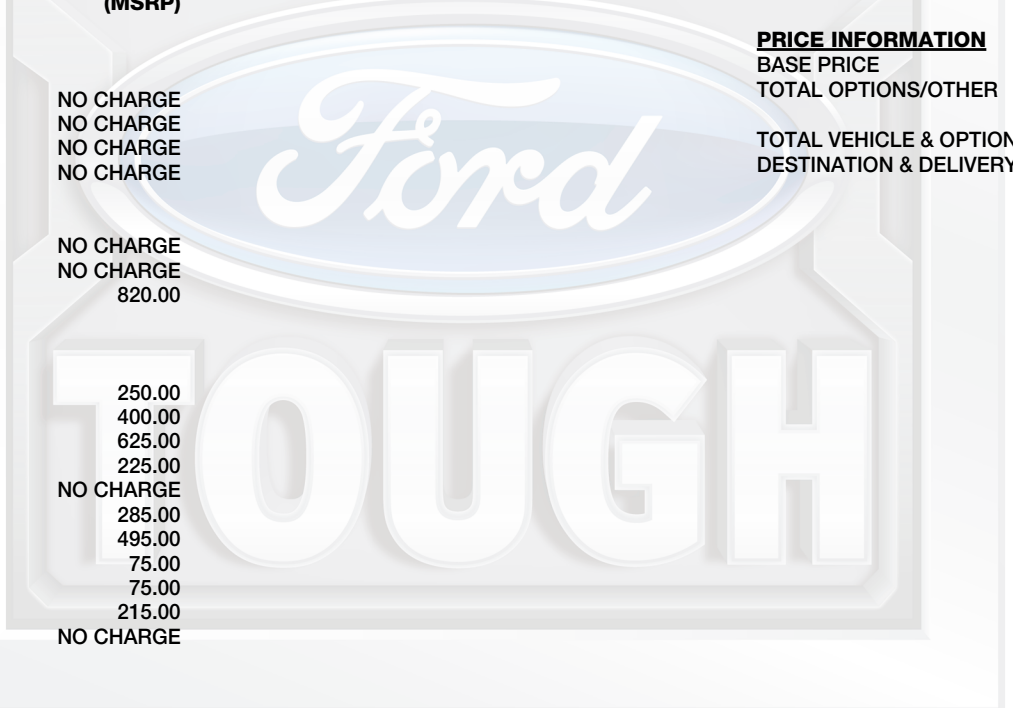 (MSRP)
NO CHARGE
NO CHARGE
NO CHARGE
NO CHARGE
NO CHARGE
NO CHARGE
820.00
250.00
400.00
625.00
225.00
NO CHARGE
285.00
495.00
75.00
75.00
215.00
NO CHARGE
PRICE INFORMATION
BASE PRICE
TOTAL OPTIONS/OTHER
TOTAL VEHICLE & OPTION
DESTINATION & DELIVERY
Ford
TOUGH